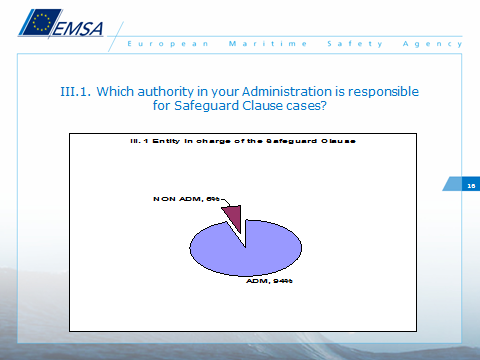 EMSA
European Maritime Safety Agency
III.1. Which authority in your Administration is responsible
for Safeguard Clause cases?
III. 1 Entity in charge of the Safeguard Clause
NON ADM, 6%
ADM, 94%
16